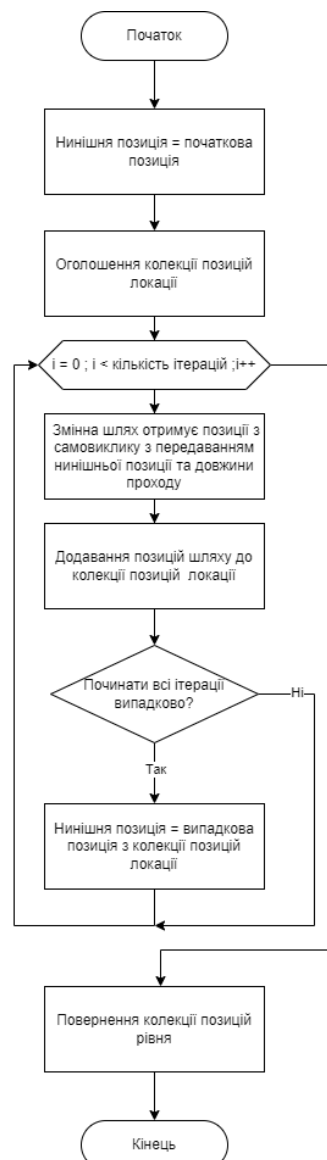 Початок
Нинішня позиція = початкова
позиція
Оголошення колекції позицій
локації
i = 0 ; i < кількість ітерацій ;i++
Змінна шлях отримує позиції з
самовиклику з передаванням
нинішньої позиції та довжини
проходу
Додавання позицій шляху до
колекції позицій локації
Починати всі ітерації
випадково?
Ні
Так
Нинішня позиція = випадкова
позиція з колекції позицій
локації
Повернення колекції позицій
рівня
Кінець